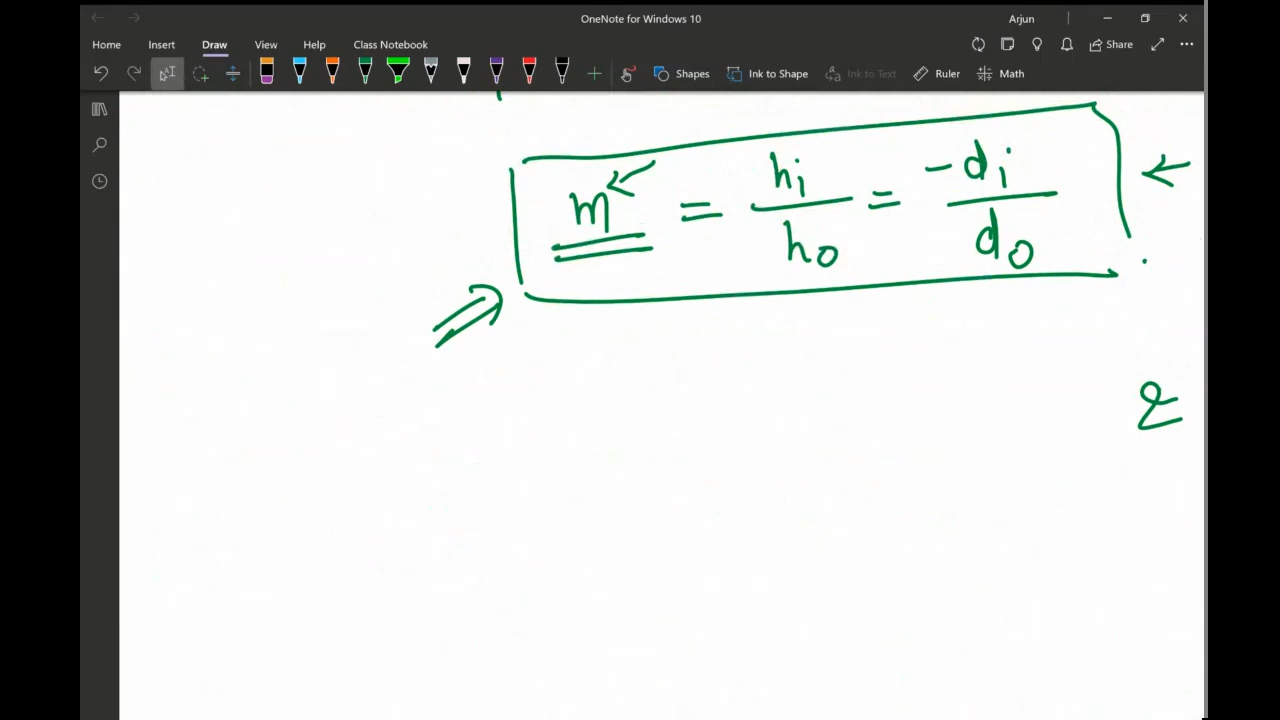 OneNote for Windows 10
Arjun
Home Insert Draw View Help Class Notebook
Share
Shapes Ink to Shape Ink to Text Ruler Math
m = hi/ho = -di/do
2